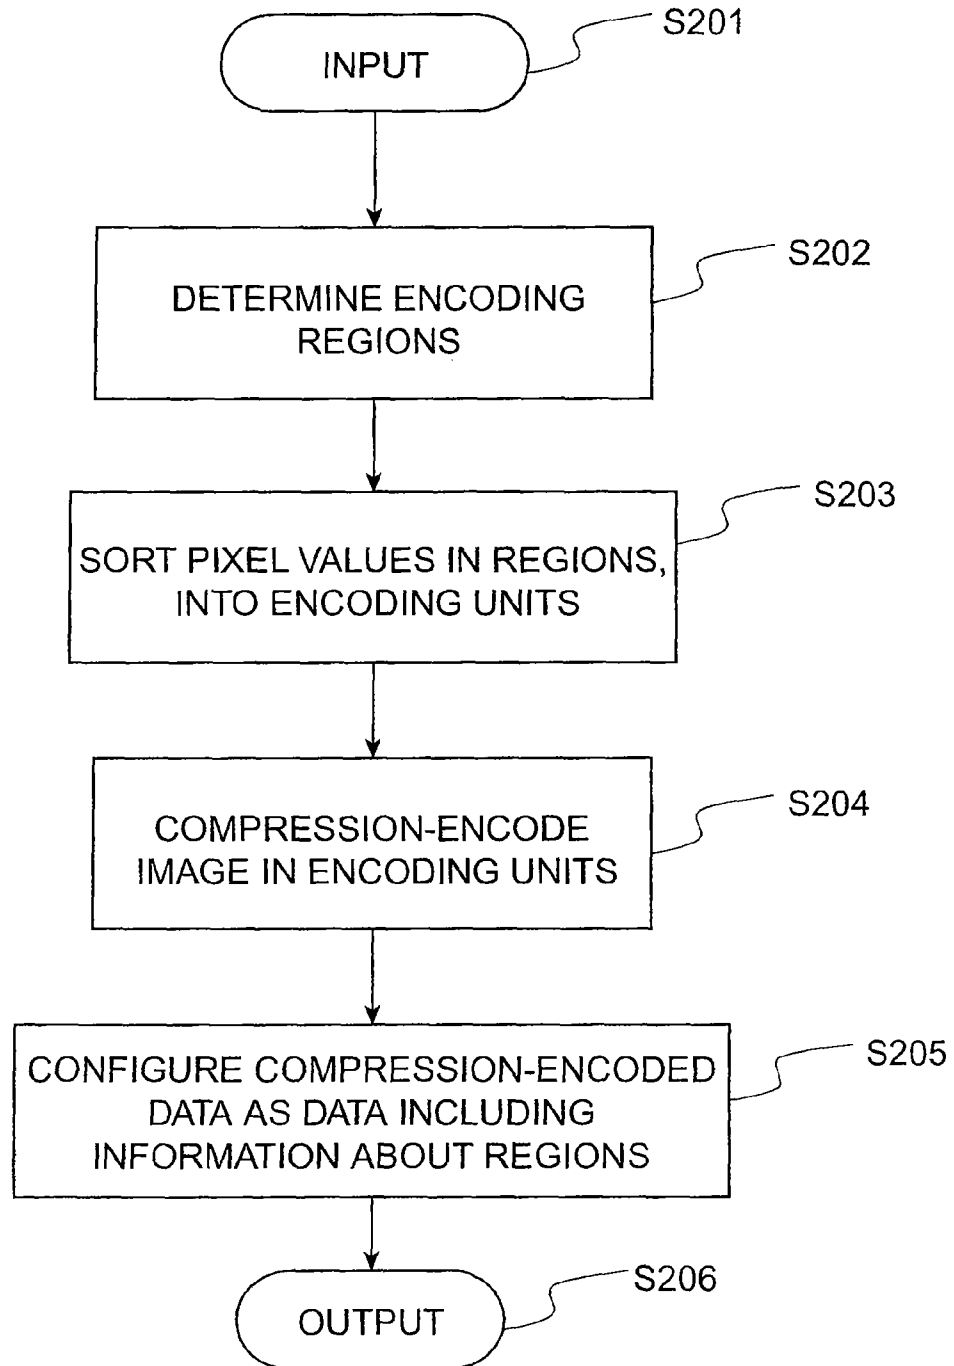 S201
INPUT
S202
DETERMINE ENCODING
REGIONS
S203
SORT PIXEL VALUES IN REGIONS,
INTO ENCODING UNITS
S204
COMPRESSION-ENCODE
IMAGE IN ENCODING UNITS
S205
CONFIGURE COMPRESSION-ENCODED
DATA AS DATA INCLUDING
INFORMATION ABOUT REGIONS
S206
OUTPUT